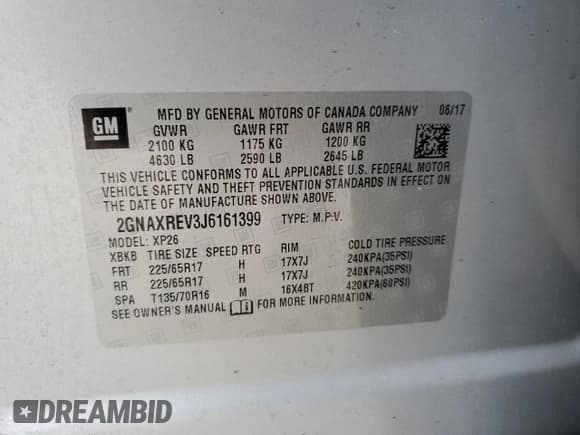 GM
MFD BY GENERAL MOTORS OF CANADA COMPANY 06/17
GVWR GAWR FRT GAWR RR
2100 KG 1175 KG 1200 KG
4630 LB 2590 LB 2645 LB
THIS VEHICLE CONFORMS TO ALL APPLICABLE U.S. FEDERAL MOTOR
VEHICLE SAFETY AND THEFT PREVENTION STANDARDS IN EFFECT ON
THE DATE OF MANUFACTURE SHOWN ABOVE.
2GNAXREV3J6161399 TYPE: M.P.V.
MODEL: XP26
XBKB TIRE SIZE SPEED RTG RIM COLD TIRE PRESSURE
FRT 225/65R17 H 17X7J 240KPA(35PSI)
RR 225/65R17 H 17X7J 240KPA(35PSI)
SPA T135/70R16 M 16X4BT 420KPA(60PSI)
SEE OWNER'S MANUAL FOR MORE INFORMATION.
DREAMBID